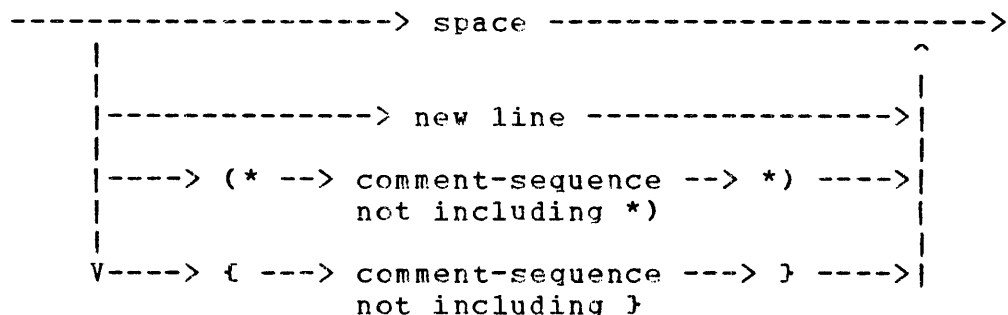 --------------------> space ----------------------->
|                                                 ^
|--------------> new line --------------->|
|----> (* --> comment-sequence --> *) ---->|
not including *)
V----> { ---> comment-sequence ---> } ---->|
not including }